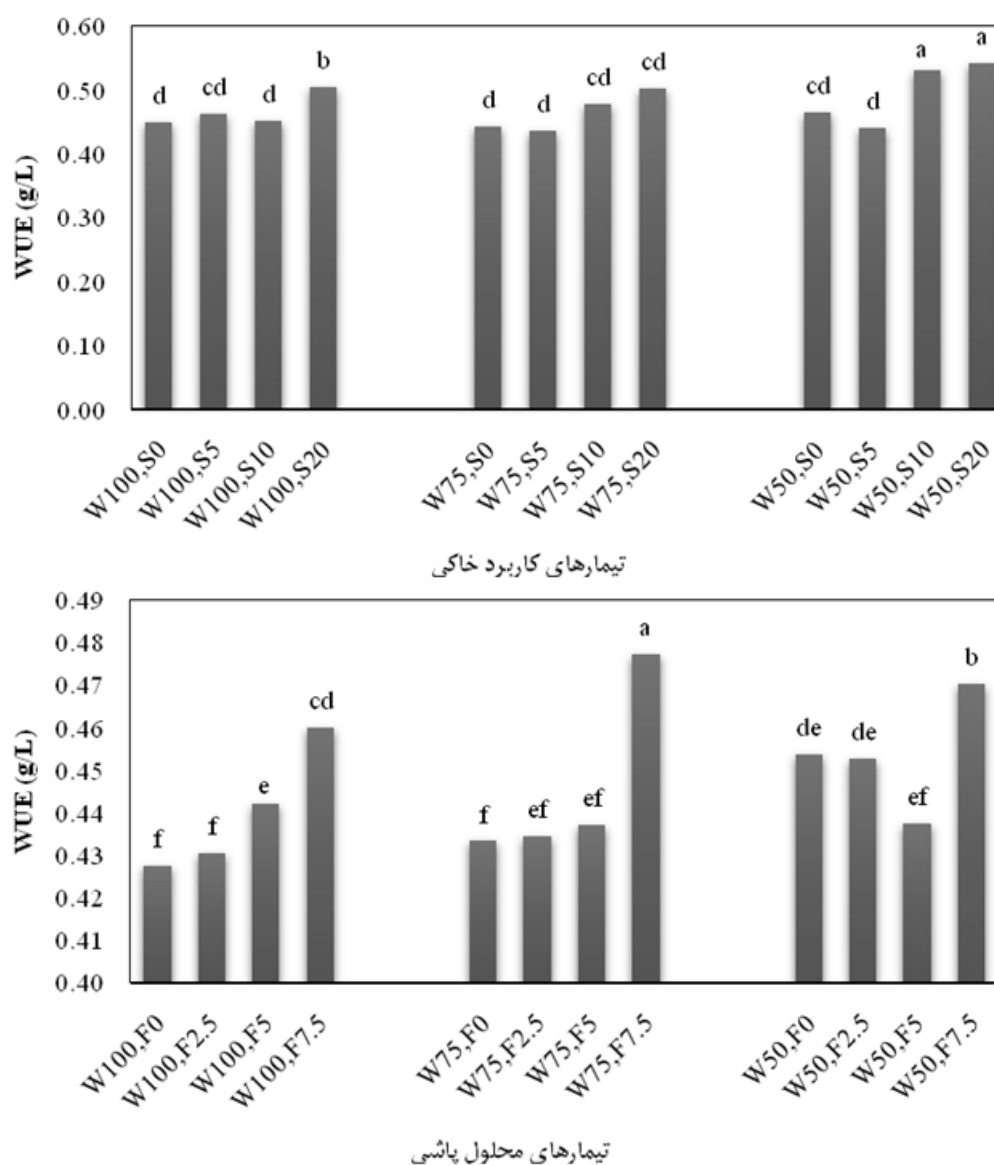 WUE (g/L)
0.60
0.50
0.40
0.30
0.20
0.10
0.00
d
cd
d
b
d
d
cd
cd
cd
d
a
a
W100,S0
W100,S5
W100,S10
W100,S20
W75,S0
W75,S5
W75,S10
W75,S20
W50,S0
W50,S5
W50,S10
W50,S20
تیمارهای کاربرد خاکی
WUE (g/L)
0.49
0.48
0.47
0.46
0.45
0.44
0.43
0.42
0.41
0.40
f
f
e
cd
f
ef
ef
a
de
de
ef
b
W100,F0
W100,F2.5
W100,F5
W100,F7.5
W75,F0
W75,F2.5
W75,F5
W75,F7.5
W50,F0
W50,F2.5
W50,F5
W50,F7.5
تیمارهای محلول پاشی